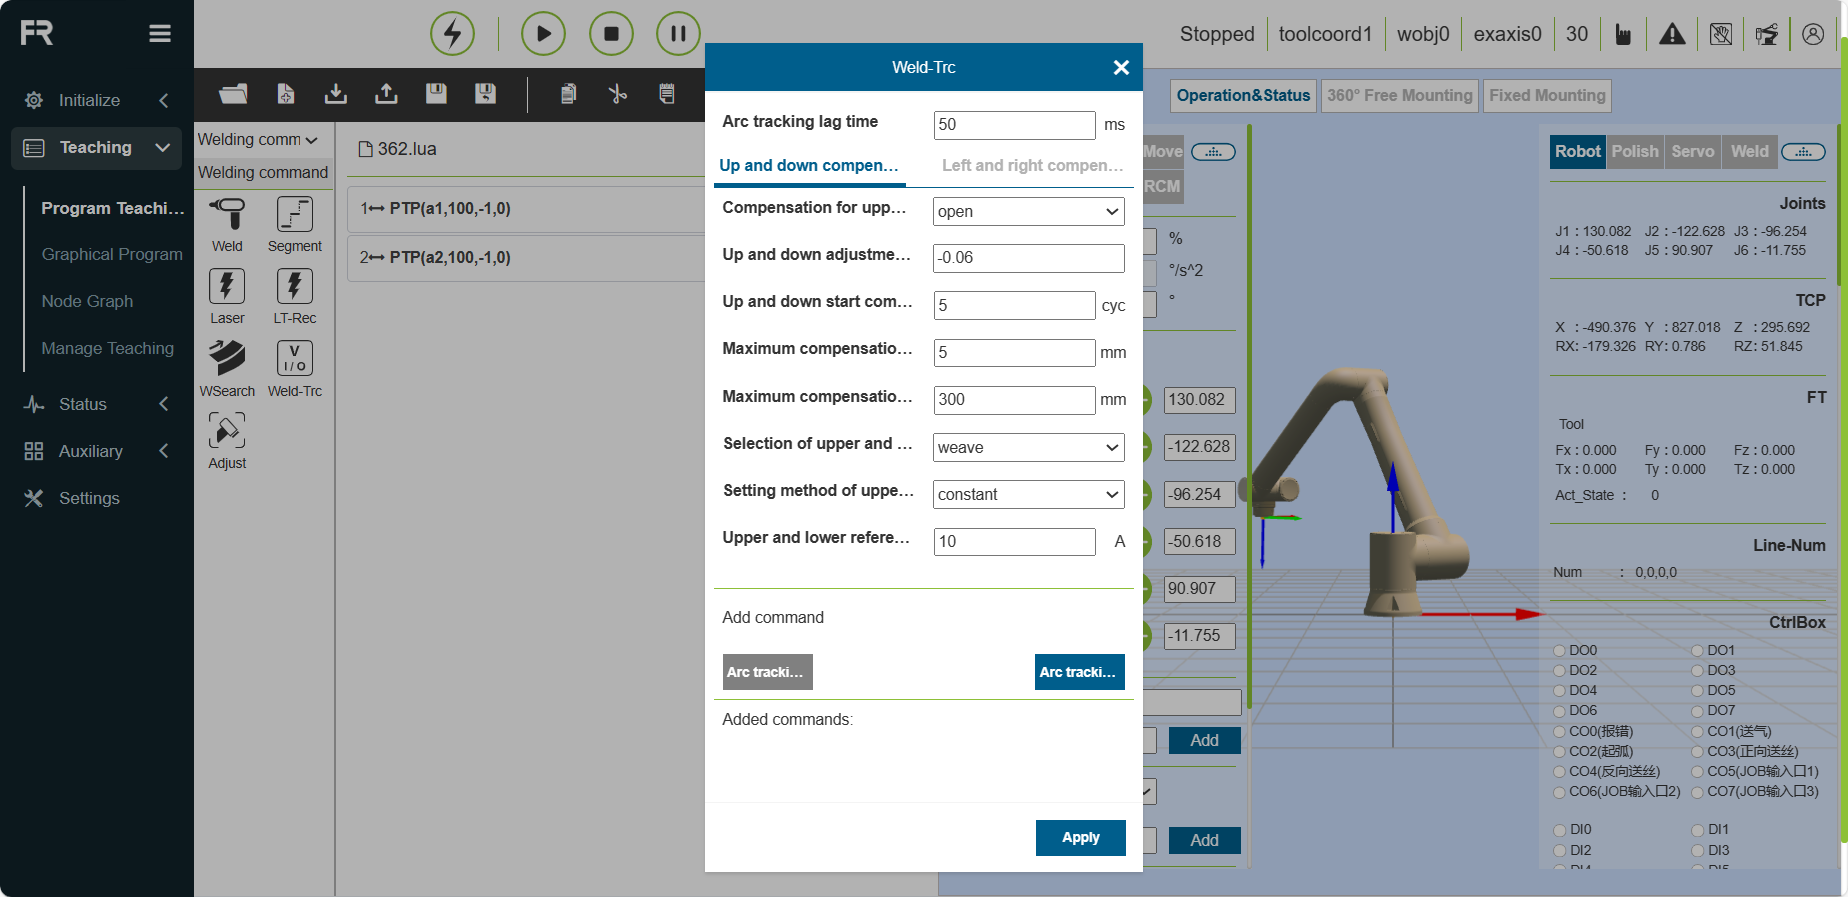 FR
Initialize
Teaching
Program Teachi...
Graphical Program
Node Graph
Manage Teaching
Status
Auxiliary
Settings
Stopped
toolcoord1
wobj0
exaxis0
30
Operation&Status
360° Free Mounting
Fixed Mounting
Welding comm
Welding command
Weld
Segment
Laser
LT-Rec
WSearch
V
I/O
Weld-Trc
Adjust
362.lua
1 PTP(a1,100,-1,0)
2 PTP(a2,100,-1,0)
Weld-Trc
Arc tracking lag time
50
ms
Up and down compen...
Left and right compen...
Compensation for upp...
open
Up and down adjustme...
-0.06
Up and down start com...
5
cyc
Maximum compensatio...
5
mm
Maximum compensatio...
300
mm
Selection of upper and ...
weave
Setting method of uppe...
constant
Upper and lower refere...
10
A
Add command
Arc tracki...
Arc tracki...
Added commands:
Apply
Move
RCM
%
°/s^2
°
130.082
-122.628
-96.254
-50.618
90.907
-11.755
Add
Add
Robot
Polish
Servo
Weld
Joints
J1 : 130.082 J2 : -122.628 J3 : -96.254
J4 : -50.618 J5 : 90.907 J6 : -11.755
TCP
X : -490.376 Y : 827.018 Z : 295.692
RX: -179.326 RY: 0.786 RZ: 51.845
FT
Tool
Fx : 0.000 Fy : 0.000 Fz : 0.000
Tx : 0.000 Ty : 0.000 Tz : 0.000
Act_State : 0
Line-Num
Num : 0,0,0,0
CtrlBox
DO0 DO1
DO2 DO3
DO4 DO5
DO6 DO7
CO0(报错) CO1(送气)
CO2(起弧) CO3(正向送丝)
CO4(反向送丝) CO5(JOB输入口1)
CO6(JOB输入口2) CO7(JOB输入口3)
DI0 DI1
DI2 DI3
DI4 DI5